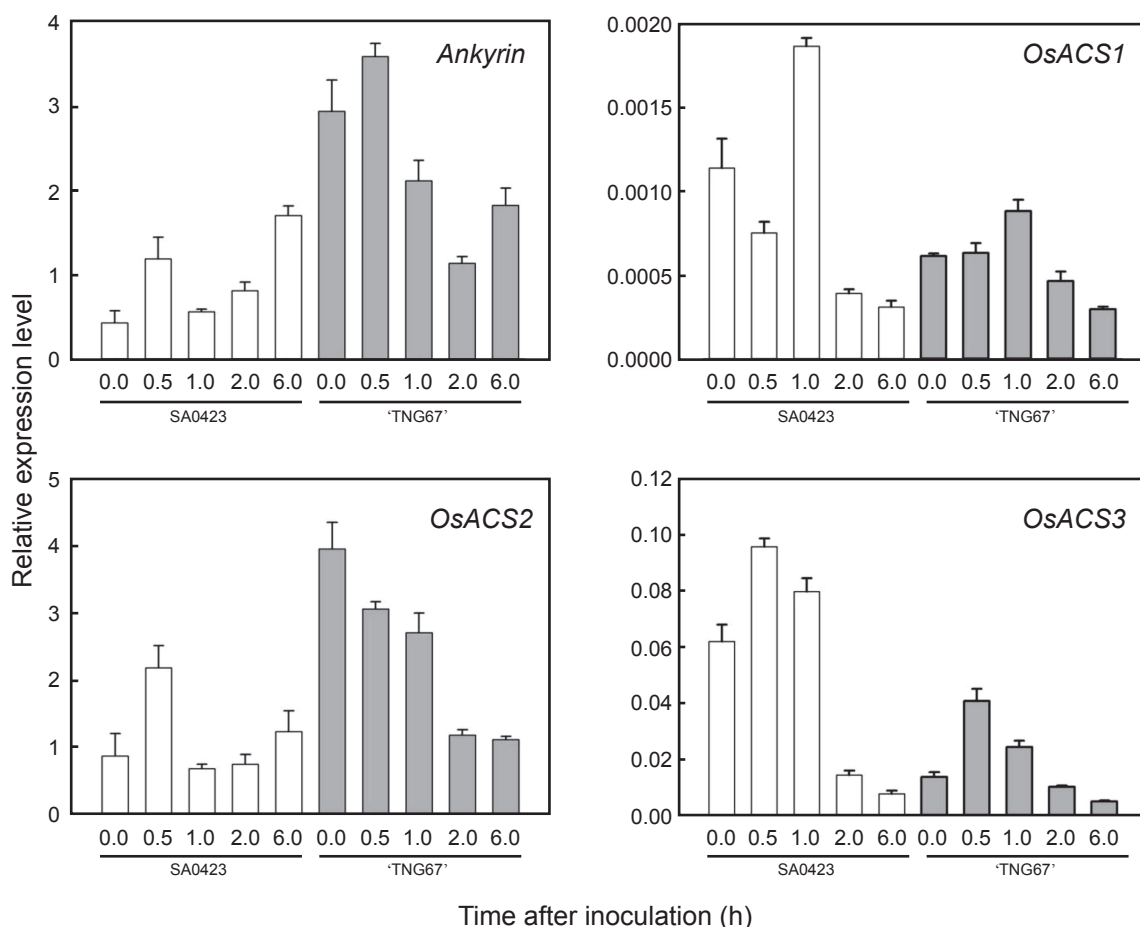 Relative expression level
Ankyrin
4
3
2
1
0
0.0 0.5 1.0 2.0 6.0 0.0 0.5 1.0 2.0 6.0
SA0423 ‘TNG67’
OsACS1
0.0020
0.0015
0.0010
0.0005
0.0000
0.0 0.5 1.0 2.0 6.0 0.0 0.5 1.0 2.0 6.0
SA0423 ‘TNG67’
OsACS2
5
4
3
2
1
0
0.0 0.5 1.0 2.0 6.0 0.0 0.5 1.0 2.0 6.0
SA0423 ‘TNG67’
OsACS3
0.12
0.10
0.08
0.06
0.04
0.02
0.00
0.0 0.5 1.0 2.0 6.0 0.0 0.5 1.0 2.0 6.0
SA0423 ‘TNG67’
Time after inoculation (h)